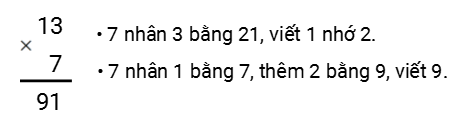 13
×
7
91
• 7 nhân 3 bằng 21, viết 1 nhớ 2.
• 7 nhân 1 bằng 7, thêm 2 bằng 9, viết 9.